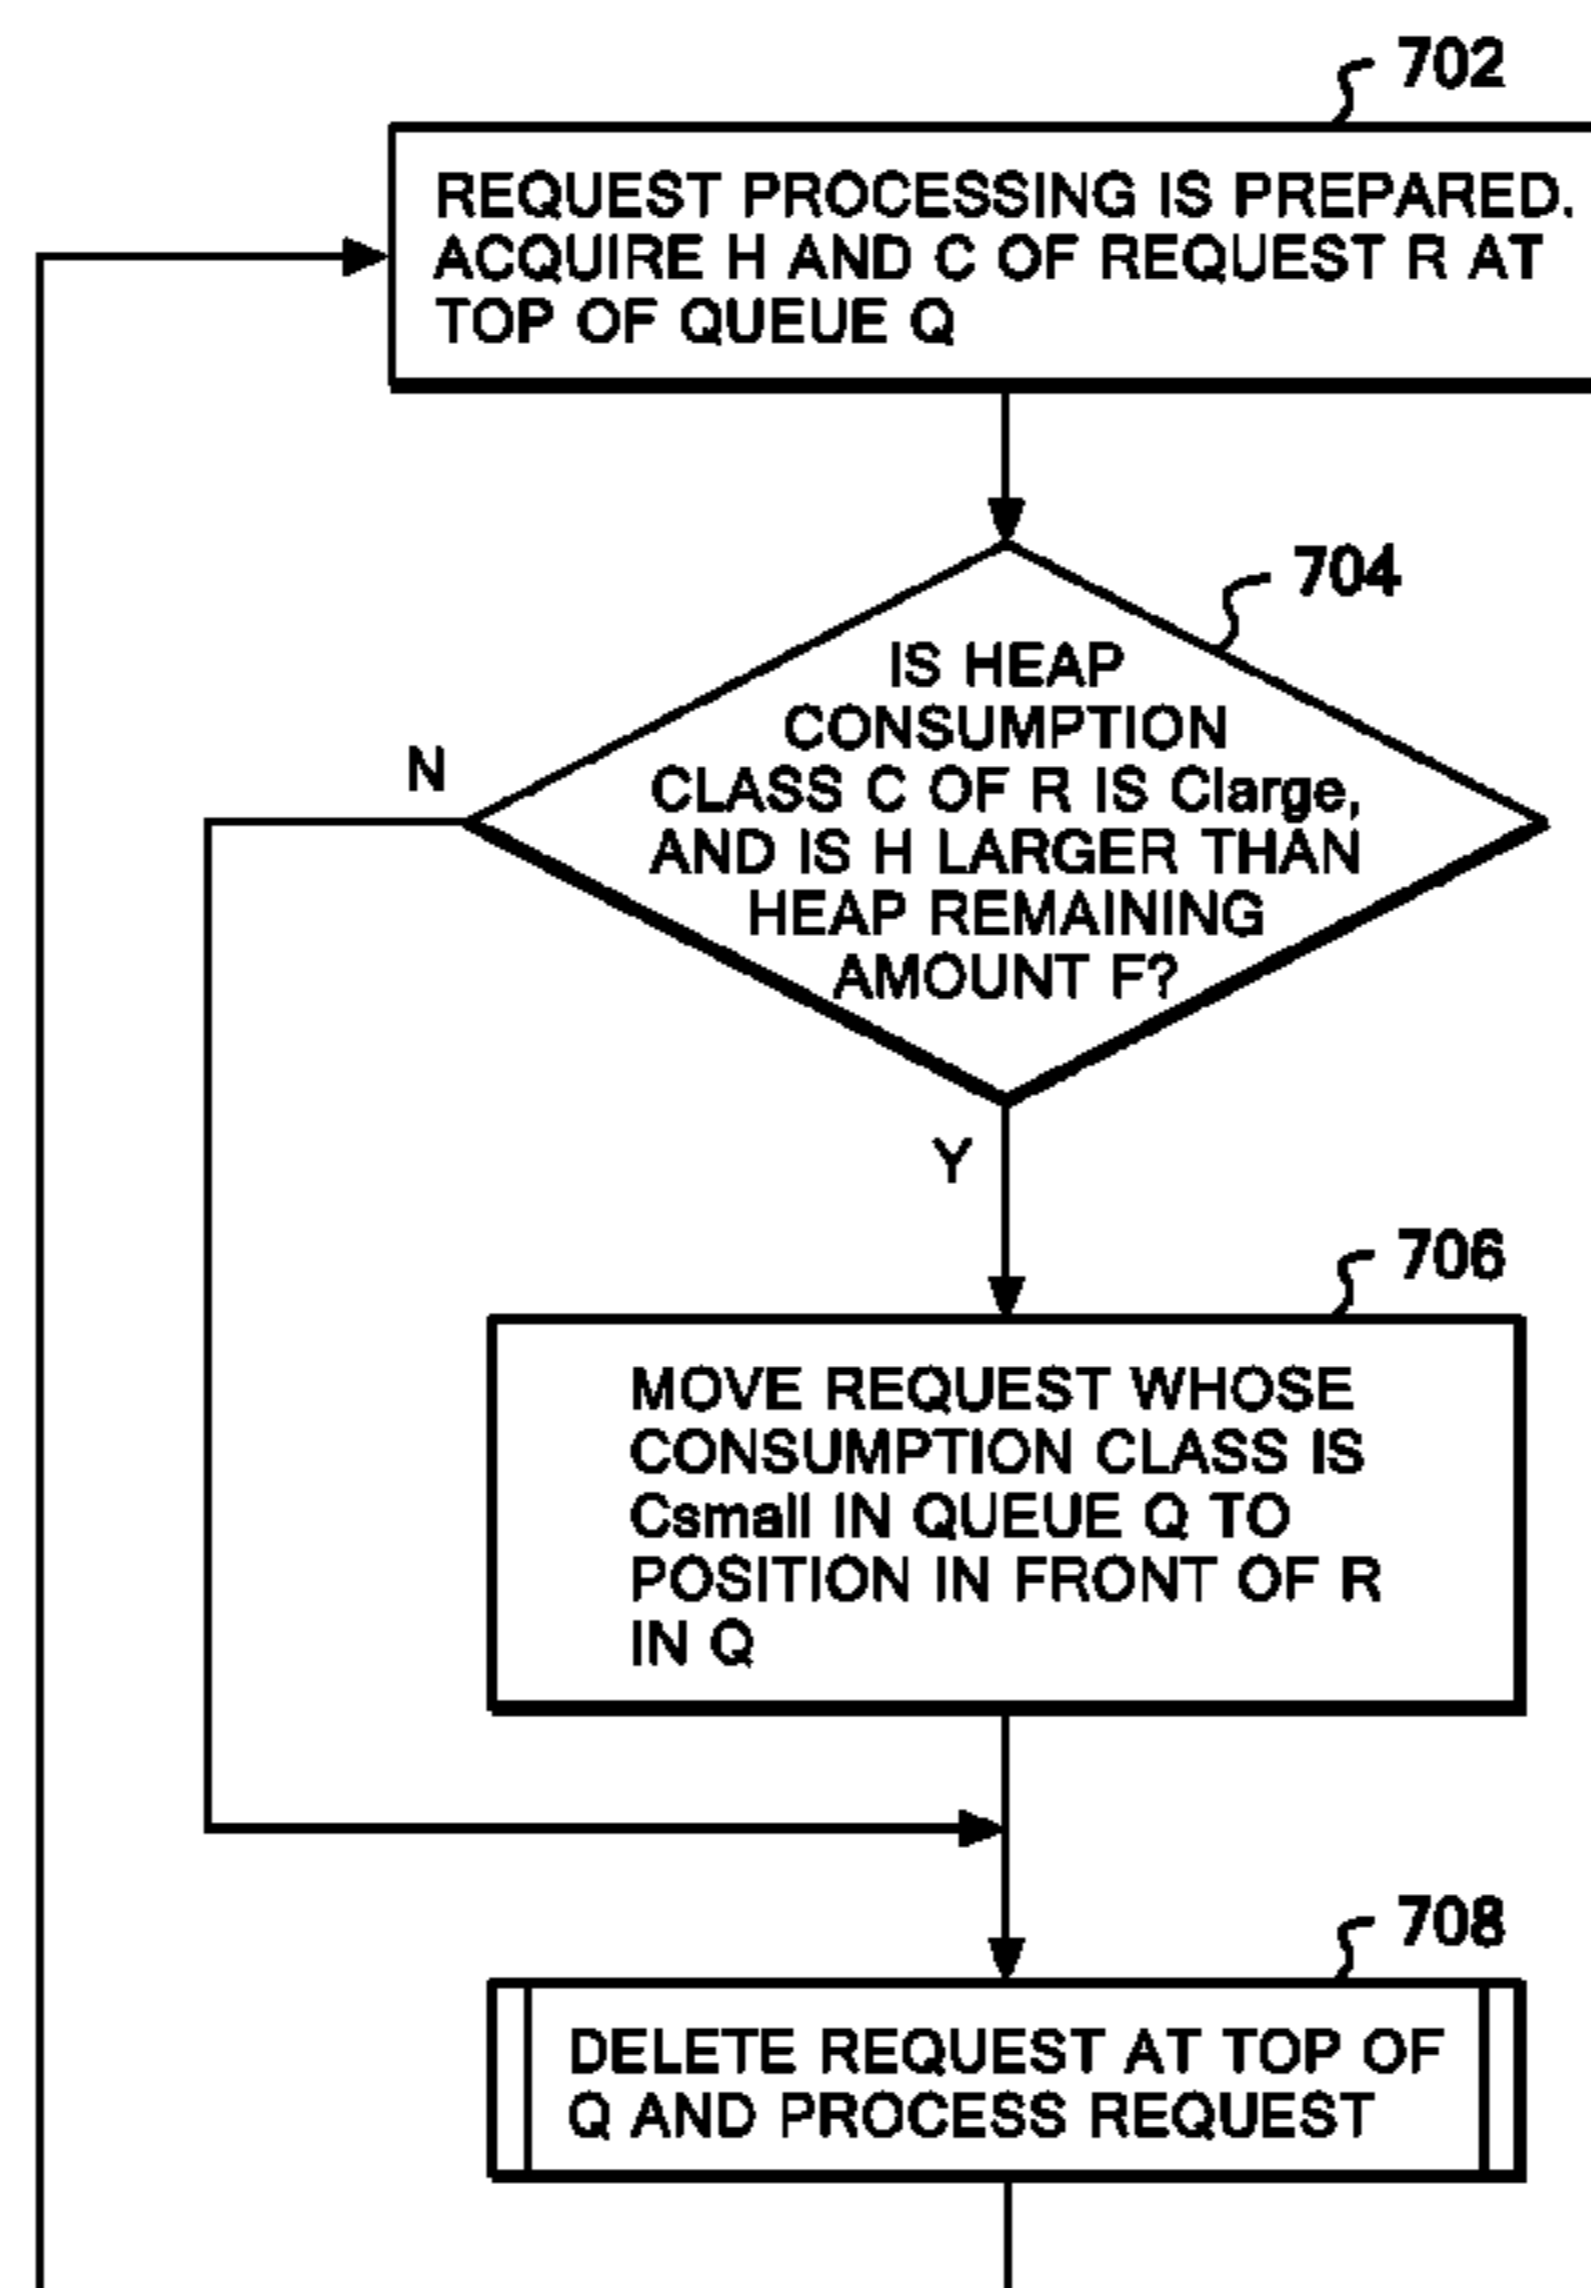 702
REQUEST PROCESSING IS PREPARED.
ACQUIRE H AND C OF REQUEST R AT
TOP OF QUEUE Q
704
IS HEAP
CONSUMPTION
CLASS C OF R IS Clarge,
AND IS H LARGER THAN
HEAP REMAINING
AMOUNT F?
N
Y
706
MOVE REQUEST WHOSE
CONSUMPTION CLASS IS
Csmall IN QUEUE Q TO
POSITION IN FRONT OF R
IN Q
708
DELETE REQUEST AT TOP OF
Q AND PROCESS REQUEST